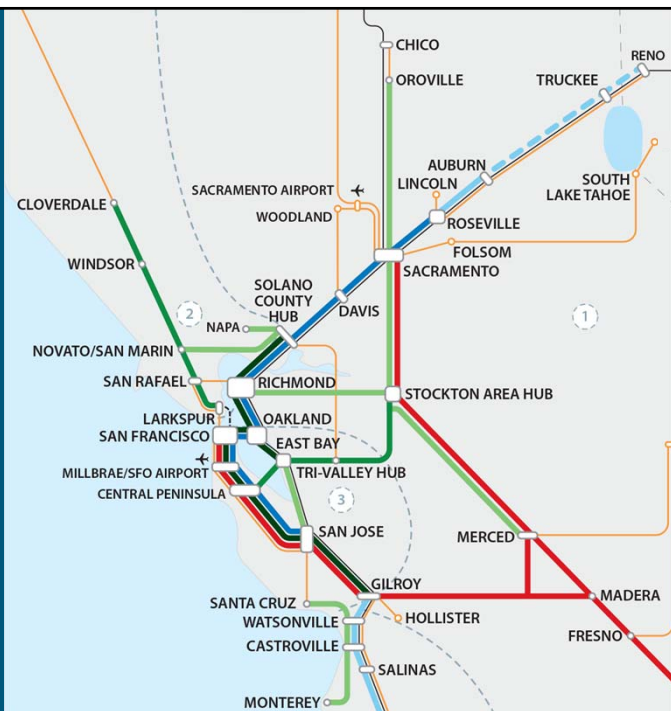 CHICO
OROVILLE
RENO
TRUCKEE
AUBURN
LINCOLN
SOUTH
LAKE TAHOE
SACRAMENTO AIRPORT
WOODLAND
ROSEVILLE
CLOVERDALE
FOLSOM
SACRAMENTO
WINDSOR
SOLANO
COUNTY
HUB
DAVIS
2
1
NAPA
NOVATO/SAN MARIN
SAN RAFAEL
RICHMOND
STOCKTON AREA HUB
LARKSPUR
OAKLAND
SAN FRANCISCO
EAST BAY
MILLBRAE/SFO AIRPORT
TRI-VALLEY HUB
CENTRAL PENINSULA
3
SAN JOSE
MERCED
GILROY
SANTA CRUZ
MADERA
WATSONVILLE
HOLLISTER
CASTROVILLE
FRESNO
SALINAS
MONTEREY